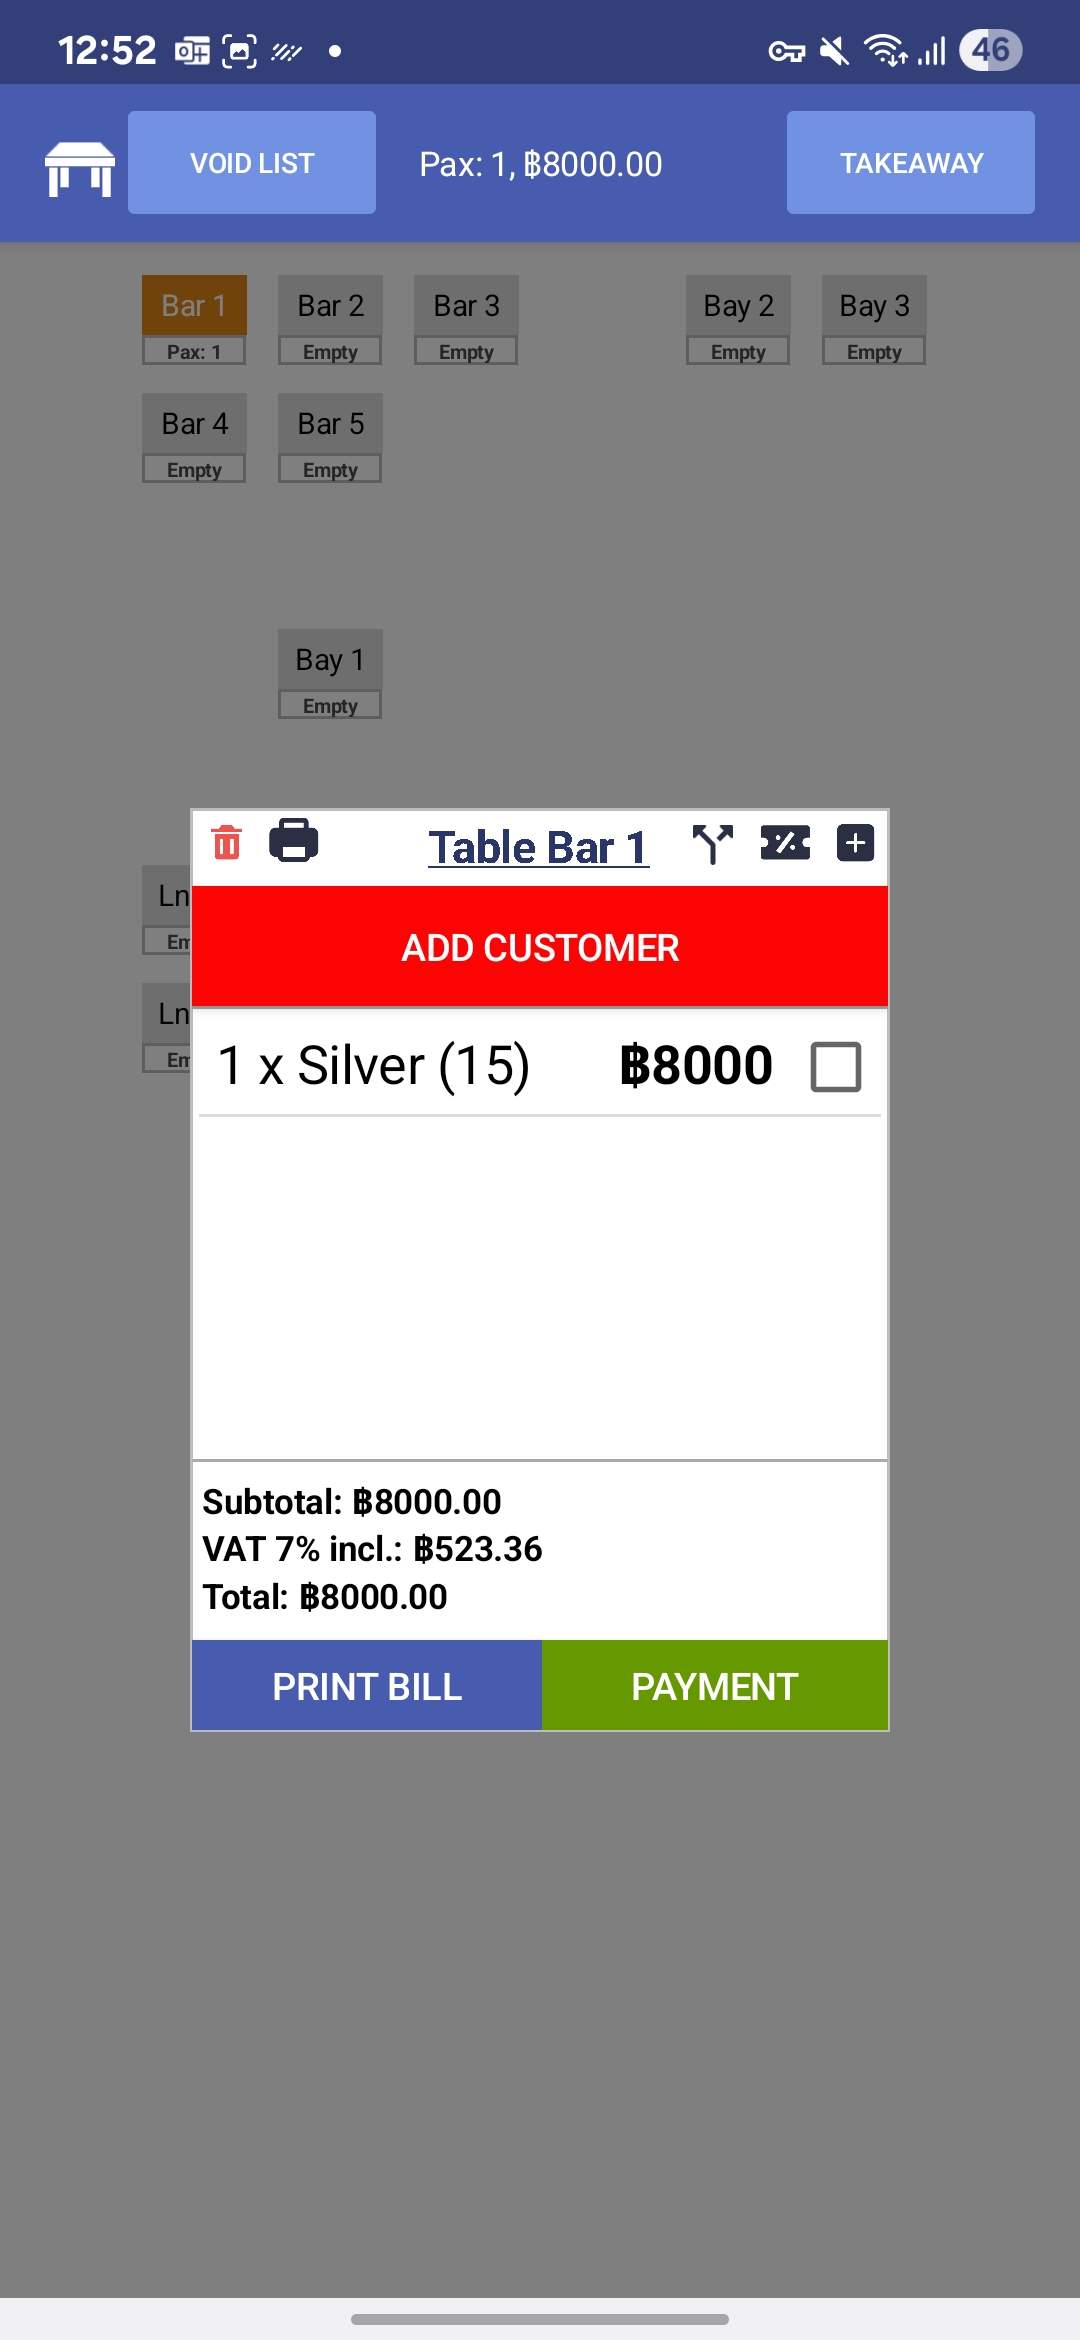 12:52
46
VOID LIST
Pax: 1, ฿8000.00
TAKEAWAY
Bar 1
Bar 2
Bar 3
Bay 2
Bay 3
Pax: 1
Empty
Empty
Empty
Empty
Bar 4
Bar 5
Empty
Empty
Bay 1
Empty
Table Bar 1
Ln
Em
ADD CUSTOMER
Ln
Em
1 x Silver (15) ฿8000
Subtotal: ฿8000.00
VAT 7% incl.: ฿523.36
Total: ฿8000.00
PRINT BILL
PAYMENT